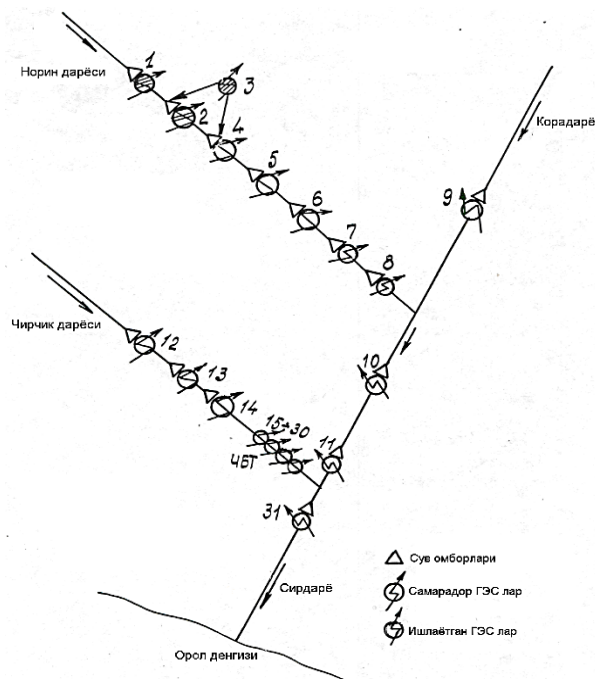 1
Норин дарёси
3
2
4
Корадарё
5
6
9
7
8
Чирчик дарёси
12
13
10
14
15÷30
11
ЧБТ
31
Сув омборлари
Сирдарё
Самарадор ГЭС лар
Ишлаётган ГЭС лар
Орол денгизи